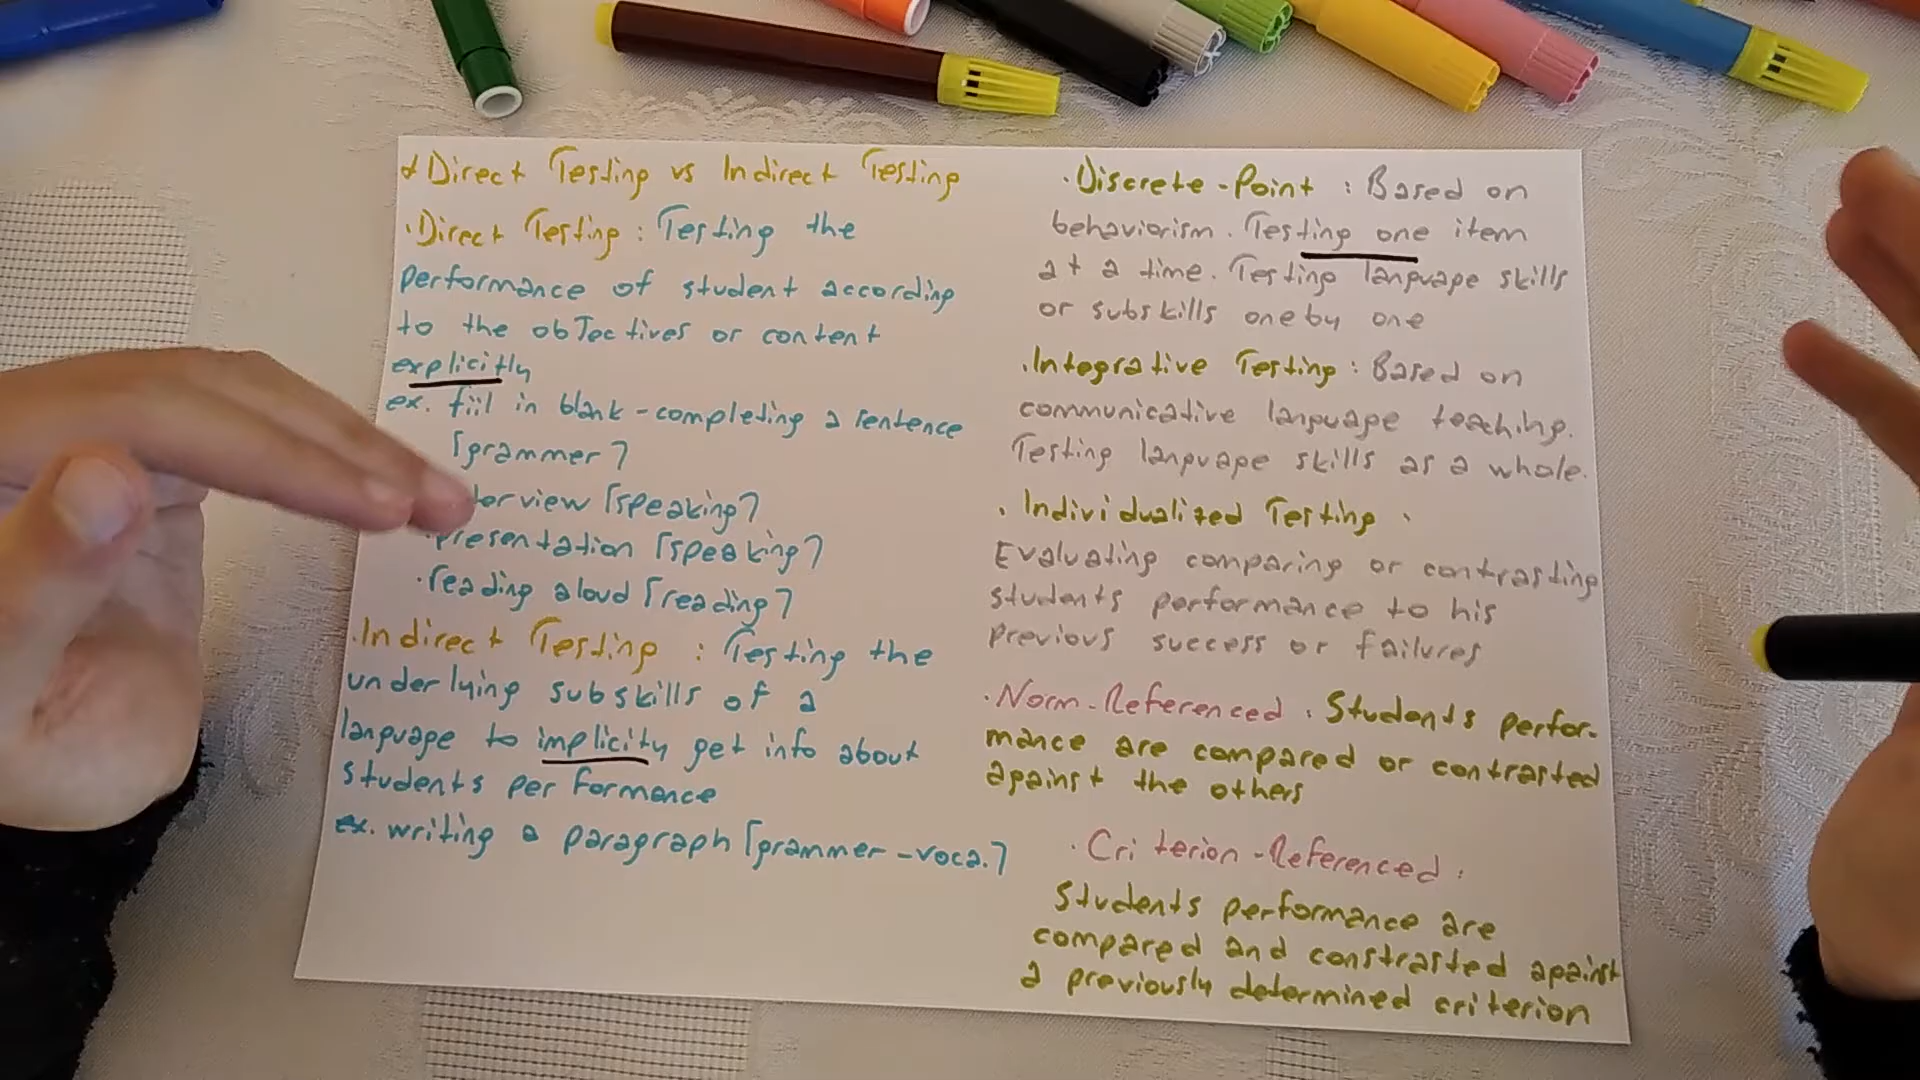 Direct Testing vs Indirect Testing
·Direct Testing : Testing the
performance of student according
to the objectives or content
explicitly
ex. fiil in blank - completing a sentence
[grammer]
view [speaking]
presentation [speaking]
·reading aloud [reading]
·Indirect Testing : Testing the
underlying subskills of a
language to implicity get info about
students performance
ex. writing a paragraph [grammer - voca.]
·Discrete - Point : Based on
behaviorism. Testing one item
at a time. Testing language skills
or subskills one by one
·Integrative Testing : Based on
communicative language teaching.
Testing language skills as a whole.
· Individualized Testing ·
Evaluating comparing or contrasting
students performance to his
previous success or failures
·Norm-Referenced : Students perfor-
mance are compared or contrasted
against the others
·Criterion-Referenced :
Students performance are
compared and constrasted against
a previously determined criterion